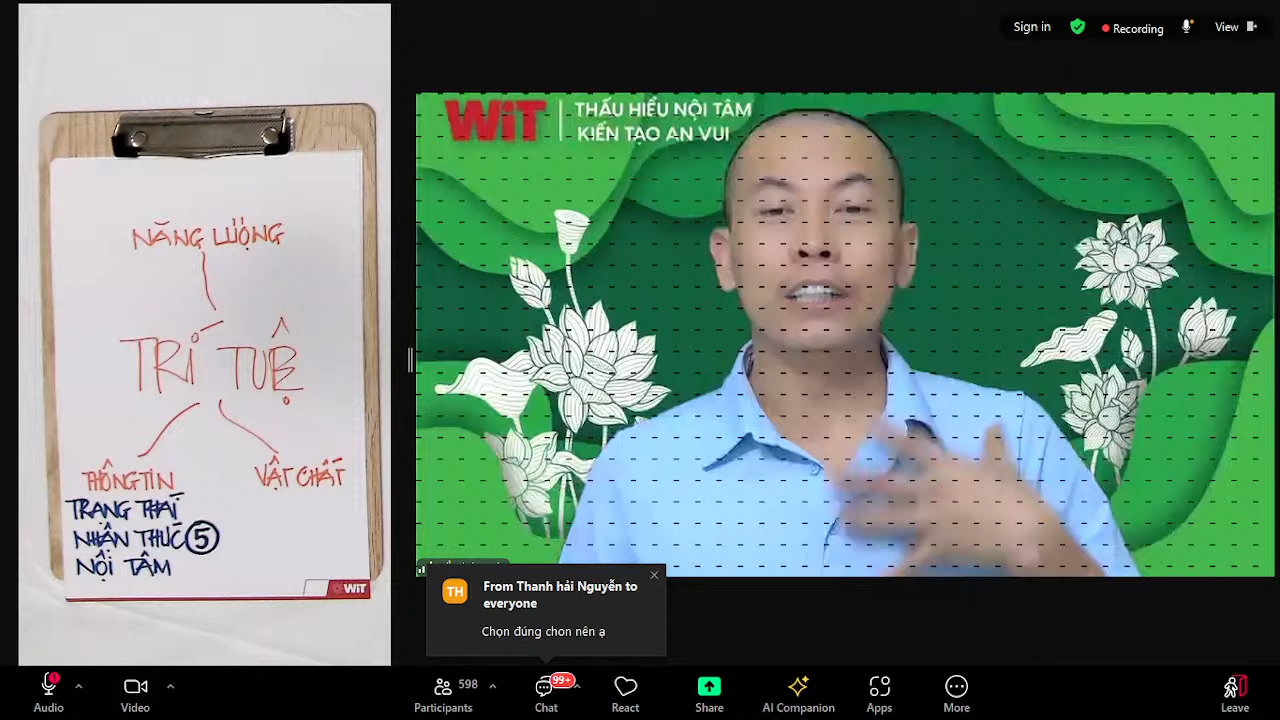 Sign in
Recording
View
WiT
THẤU HIỂU NỘI TÂM
KIẾN TẠO AN VUI
NĂNG LƯỢNG
TRÍ TUỆ
THÔNG TIN
VẬT CHẤT
TRẠNG THÁI
NHẬN THỨC 5
NỘI TÂM
WiT
TH
From Thanh hải Nguyễn to
everyone
Chọn đúng chon nên ạ
Audio
Video
598
Participants
99+
Chat
React
Share
AI Companion
Apps
More
Leave